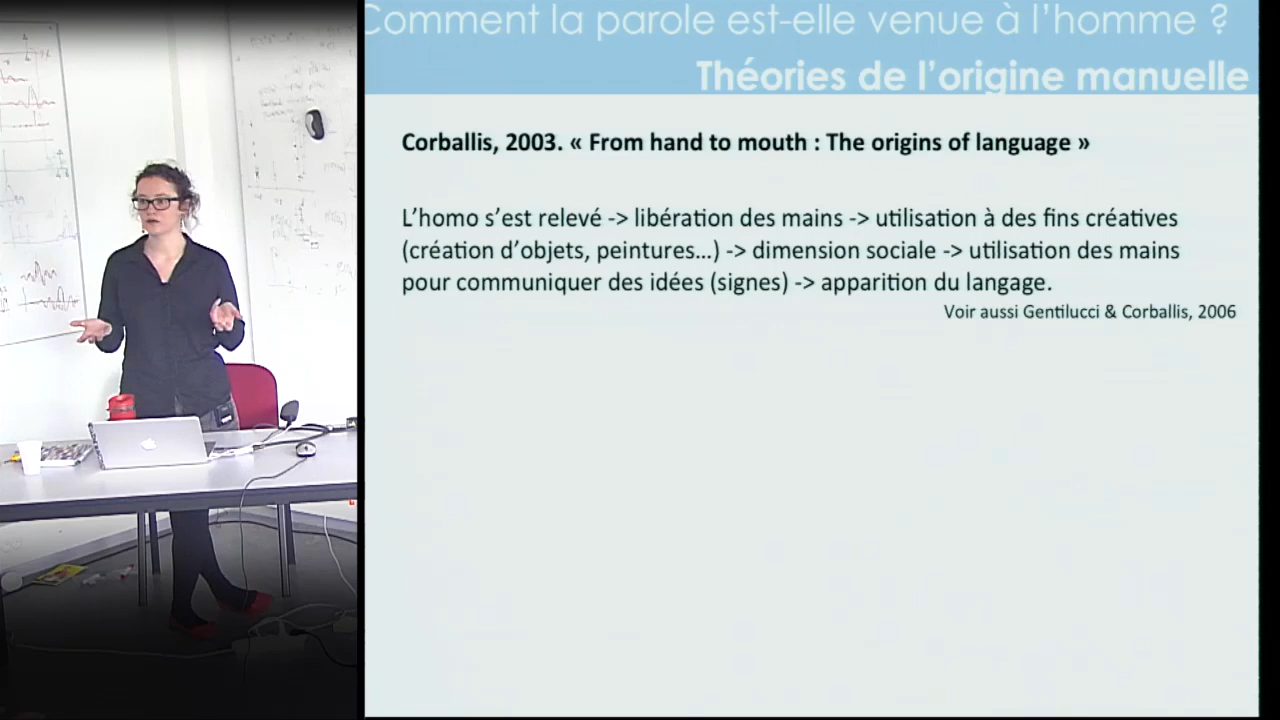 Comment la parole est-elle venue à l'homme ?
Théories de l'origine manuelle
Corballis, 2003. « From hand to mouth : The origins of language »
L'homo s'est relevé -> libération des mains -> utilisation à des fins créatives
(création d'objets, peintures...) -> dimension sociale -> utilisation des mains
pour communiquer des idées (signes) -> apparition du langage.
Voir aussi Gentilucci & Corballis, 2006